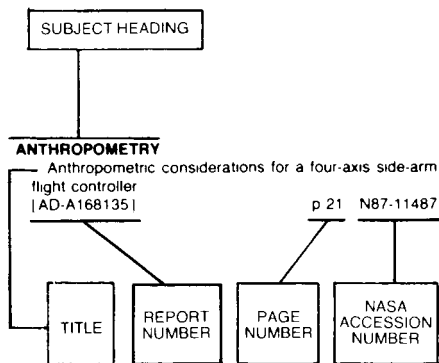 SUBJECT HEADING
ANTHROPOMETRY
Anthropometric considerations for a four-axis side-arm
flight controller
[AD-A168135] p 21 N87-11487
TITLE
REPORT
NUMBER
PAGE
NUMBER
NASA
ACCESSION
NUMBER